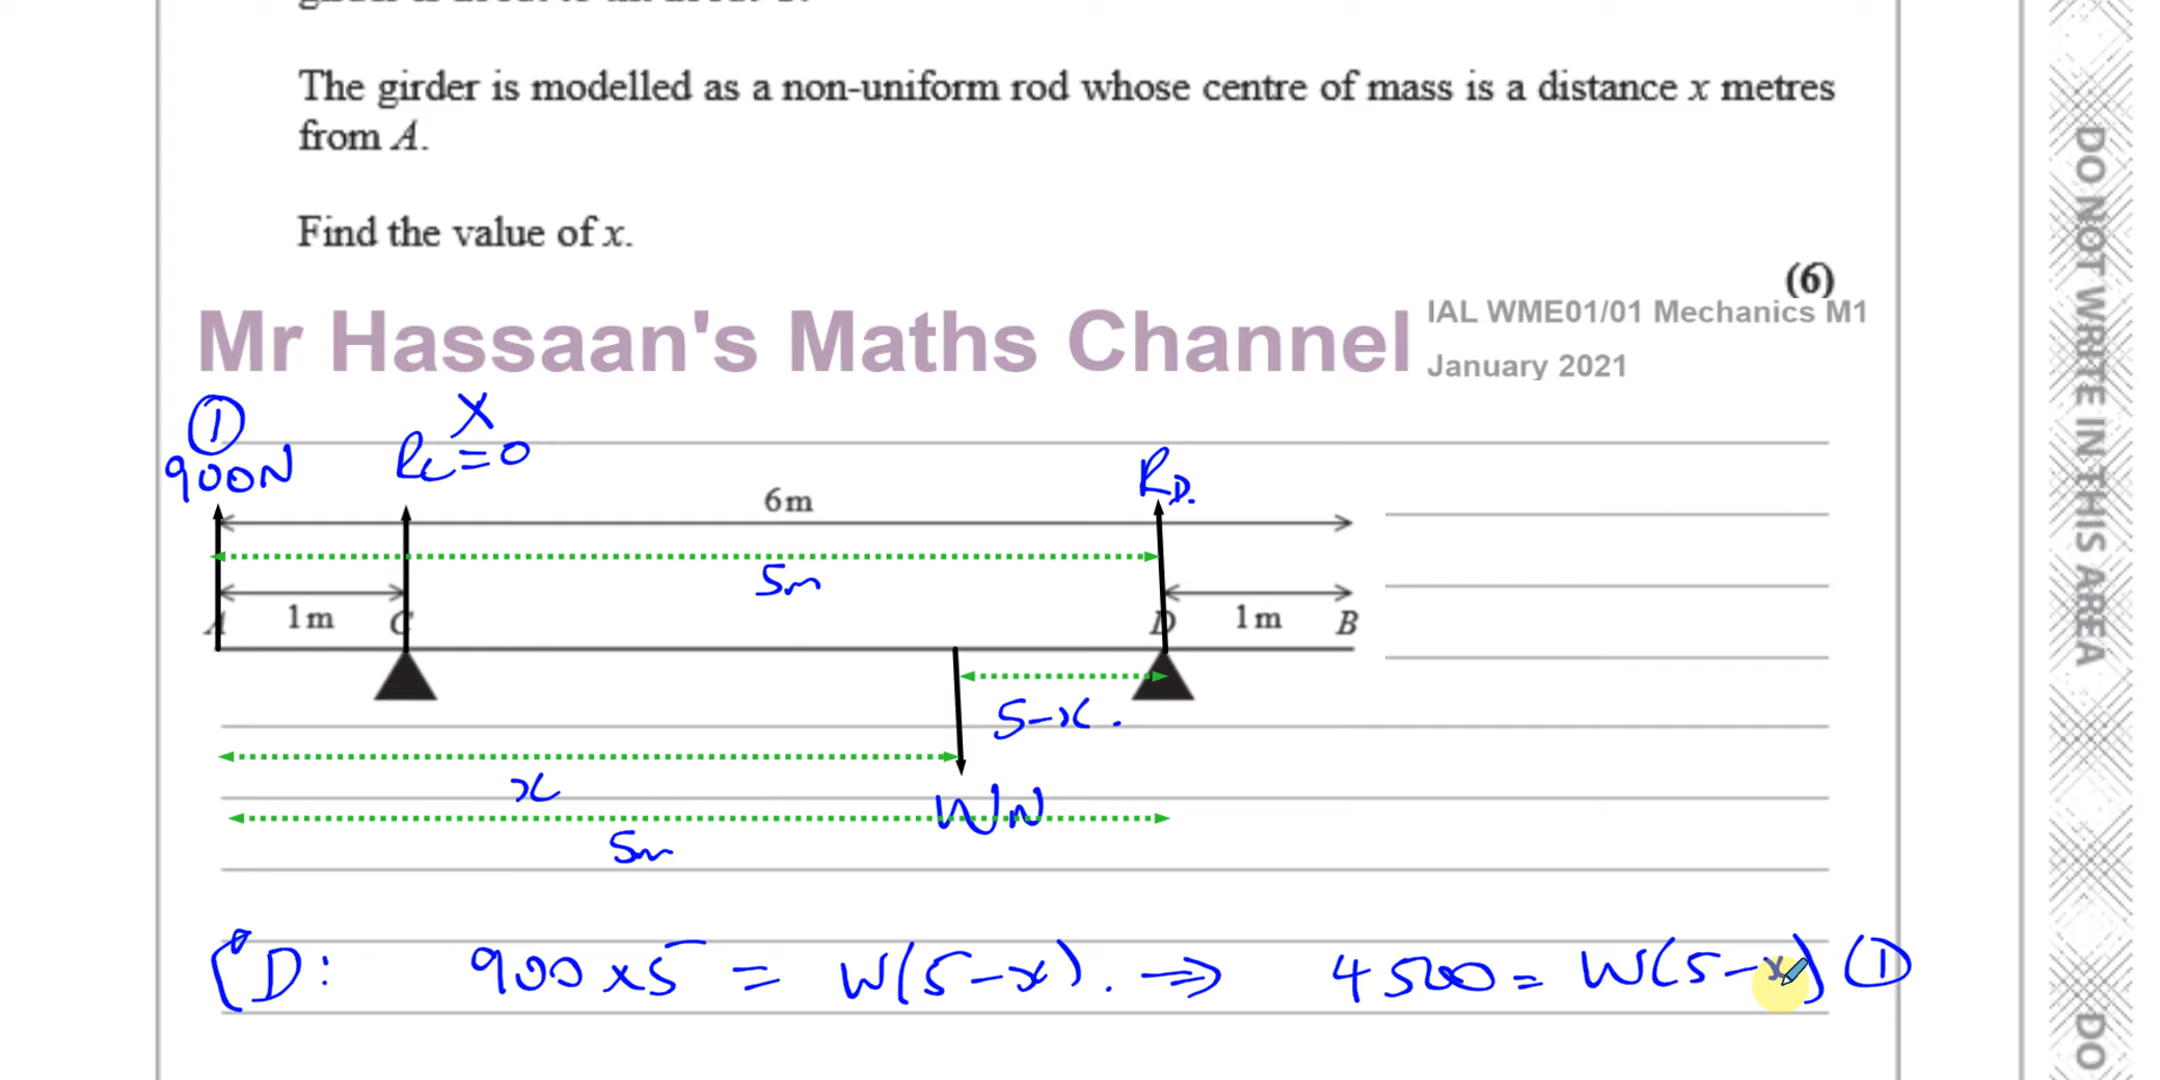 The girder is modelled as a non-uniform rod whose centre of mass is a distance x metres
from A.
Find the value of x.
(6)
Mr Hassaan's Maths Channel
IAL WME01/01 Mechanics M1
January 2021
①
900N
X
Rc=0
RD.
6m
5m
A
1m
C
D
1m
B
5-x.
x
WN
5m
D: 900×5 = W(5-x). ⇒ 4500 = W(5-x) ①
DO NOT WRITE IN THIS AREA
DO